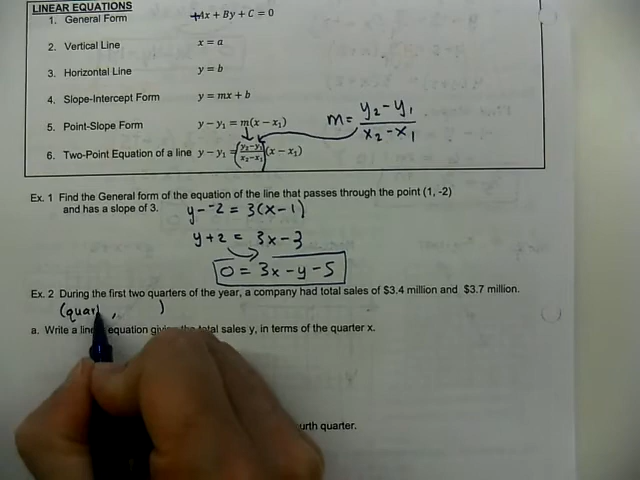 LINEAR EQUATIONS
1. General Form +Ax + By + C = 0
2. Vertical Line x = a
3. Horizontal Line y = b
4. Slope-Intercept Form y = mx + b
m = y₂ - y₁ / x₂ - x₁
5. Point-Slope Form y - y₁ = m(x - x₁)
6. Two-Point Equation of a line y - y₁ = (y₂-y₁ / x₂-x₁)(x - x₁)
Ex. 1 Find the General form of the equation of the line that passes through the point (1, -2)
and has a slope of 3.
y - -2 = 3(x - 1)
y + 2 = 3x - 3
0 = 3x - y - 5
Ex. 2 During the first two quarters of the year, a company had total sales of $3.4 million and $3.7 million.
(quart , )
a. Write a linear equation giving the total sales y, in terms of the quarter x.
fourth quarter.